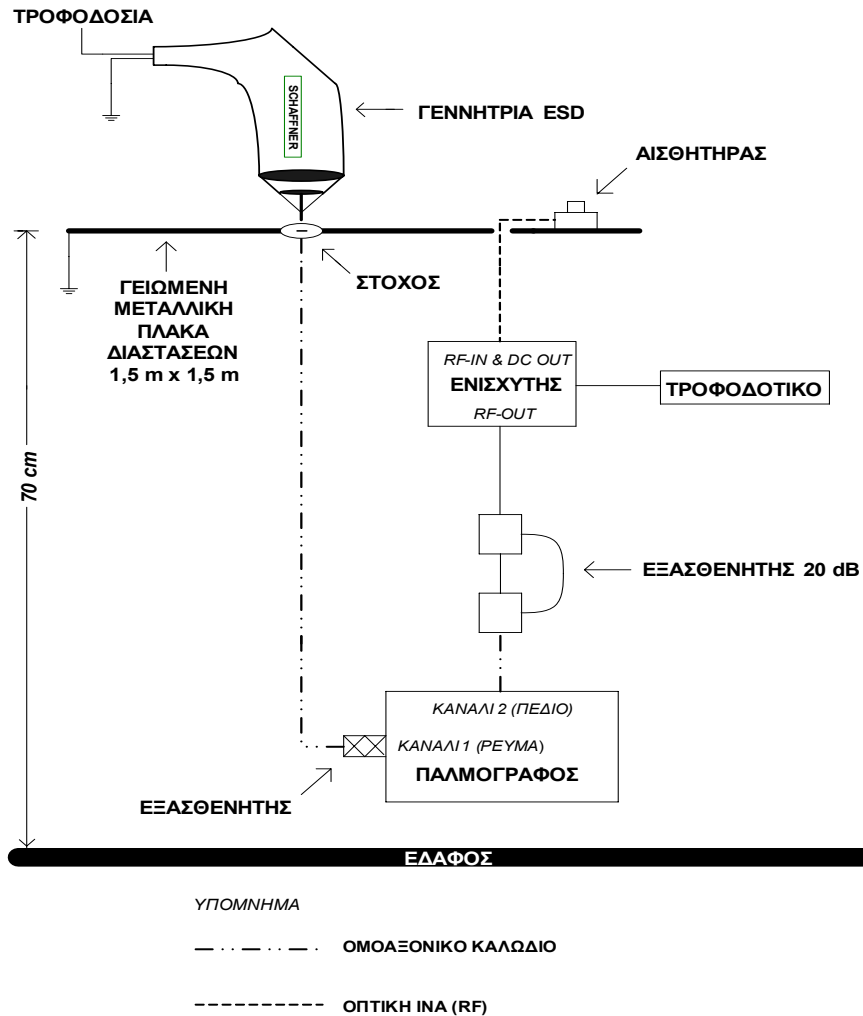 ΤΡΟΦΟΔΟΣΙΑ
SCHAFFNER
ΓΕΝΝΗΤΡΙΑ ESD
ΑΙΣΘΗΤΗΡΑΣ
ΣΤΟΧΟΣ
ΓΕΙΩΜΕΝΗ
ΜΕΤΑΛΛΙΚΗ
ΠΛΑΚΑ
ΔΙΑΣΤΑΣΕΩΝ
1,5 m x 1,5 m
RF-IN & DC OUT
ΕΝΙΣΧΥΤΗΣ
RF-OUT
ΤΡΟΦΟΔΟΤΙΚΟ
70 cm
ΕΞΑΣΘΕΝΗΤΗΣ 20 dB
ΚΑΝΑΛΙ 2 (ΠΕΔΙΟ)
ΚΑΝΑΛΙ 1 (ΡΕΥΜΑ)
ΠΑΛΜΟΓΡΑΦΟΣ
ΕΞΑΣΘΕΝΗΤΗΣ
ΕΔΑΦΟΣ
ΥΠΟΜΝΗΜΑ
ΟΜΟΑΞΟΝΙΚΟ ΚΑΛΩΔΙΟ
ΟΠΤΙΚΗ ΙΝΑ (RF)